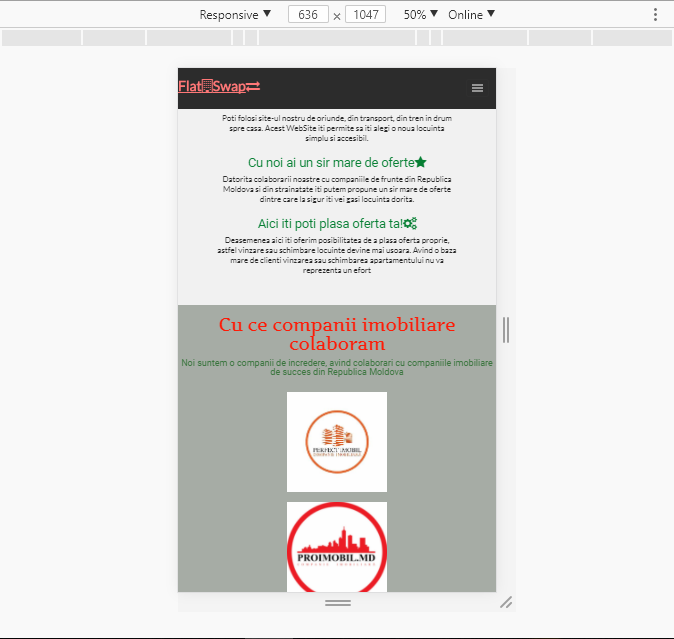 Responsive ▼ 636 × 1047 50% ▼ Online ▼
FlatSwap
Poti folosi site-ul nostru de oriunde, din transport, din tren in drum
spre casa. Acest WebSite iti permite sa iti alegi o noua locuinta
simplu si accesibil.
Cu noi ai un sir mare de oferte
Datorita colaborarii noastre cu companiile de frunte din Republica
Moldova si din strainatate iti putem propune un sir mare de oferte
dintre care la sigur iti vei gasi locuinta dorita.
Aici iti poti plasa oferta ta!
Deasemenea aici iti oferim posibilitatea de a plasa oferta proprie,
astfel vinzare sau schimbare locuinte devine mai usoara. Avind o baza
mare de clienti vinzarea sau schimbarea apartamentului nu va
reprezenta un efort
Cu ce companii imobiliare
colaboram
Noi suntem o companii de incredere, avind colaborari cu companiile imobiliare
de succes din Republica Moldova
PERFECT IMOBIL
PROIMOBIL.MD
COMPANIE IMOBILIARE